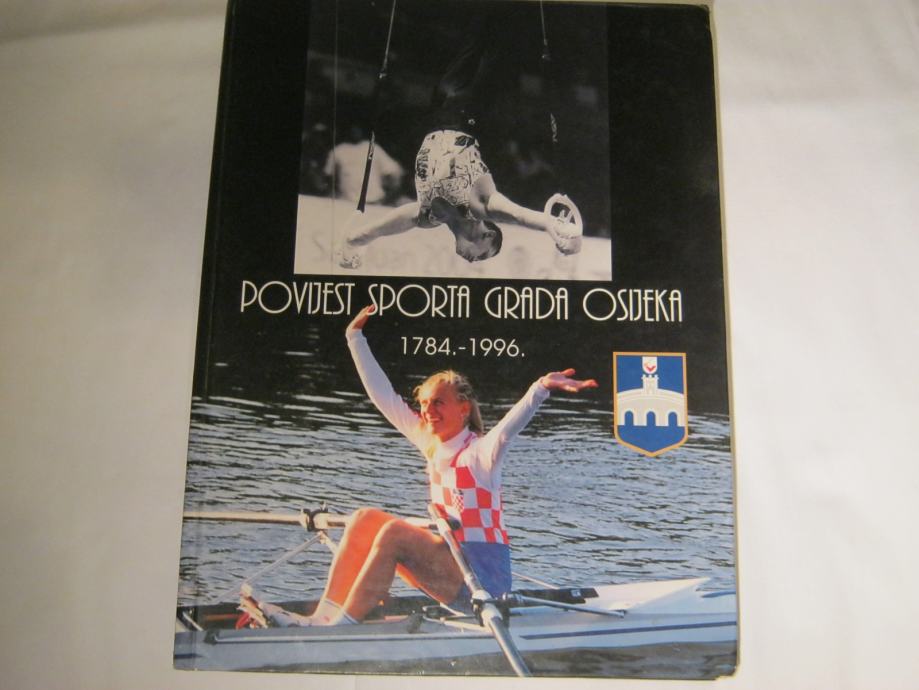 POVIJEST SPORTA GRADA OSIJEKA
1784.-1996.